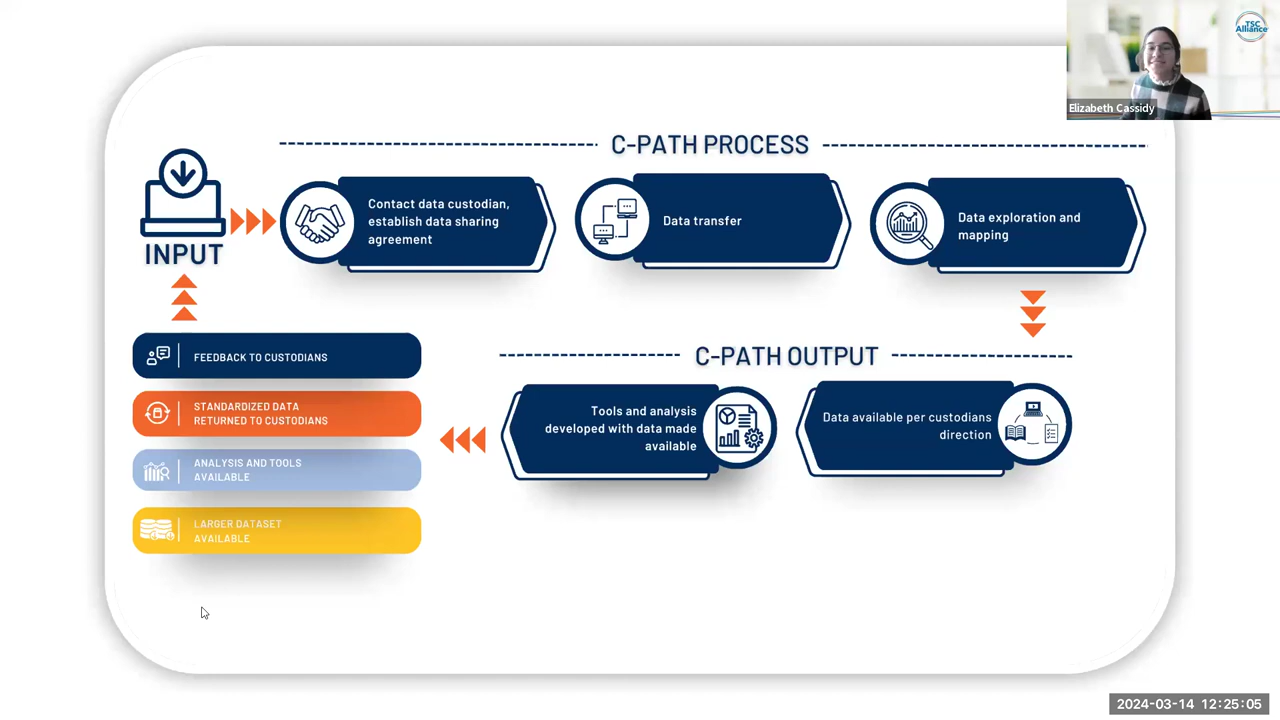 TSC
Alliance
Elizabeth Cassidy
C-PATH PROCESS
INPUT
Contact data custodian,
establish data sharing
agreement
Data transfer
Data exploration and
mapping
C-PATH OUTPUT
Data available per custodians
direction
Tools and analysis
developed with data made
available
FEEDBACK TO CUSTODIANS
STANDARDIZED DATA
RETURNED TO CUSTODIANS
ANALYSIS AND TOOLS
AVAILABLE
LARGER DATASET
AVAILABLE
2024-03-14 12:25:05